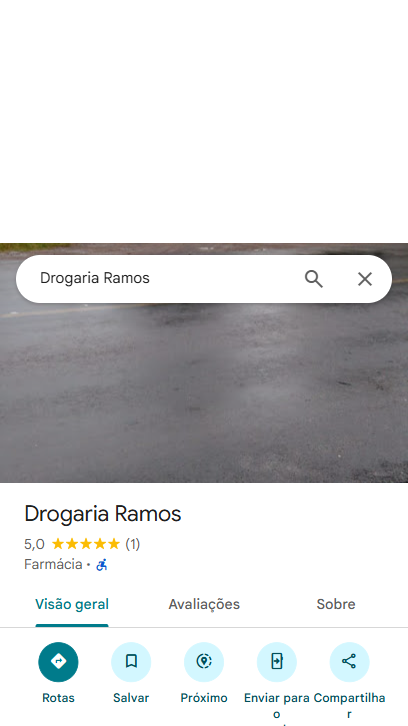 Drogaria Ramos
Drogaria Ramos
5,0 (1)
Farmácia ·
Visão geral Avaliações Sobre
Rotas Salvar Próximo Enviar para o Compartilhar